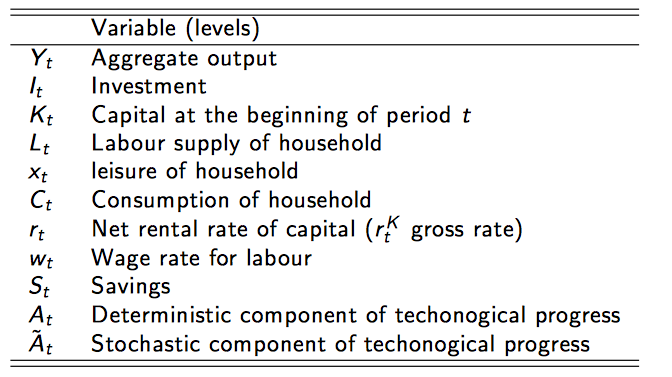 Variable (levels)
Y_t Aggregate output
I_t Investment
K_t Capital at the beginning of period t
L_t Labour supply of household
x_t leisure of household
C_t Consumption of household
r_t Net rental rate of capital (r_t^K gross rate)
w_t Wage rate for labour
S_t Savings
A_t Deterministic component of techonogical progress
Ã_t Stochastic component of techonogical progress